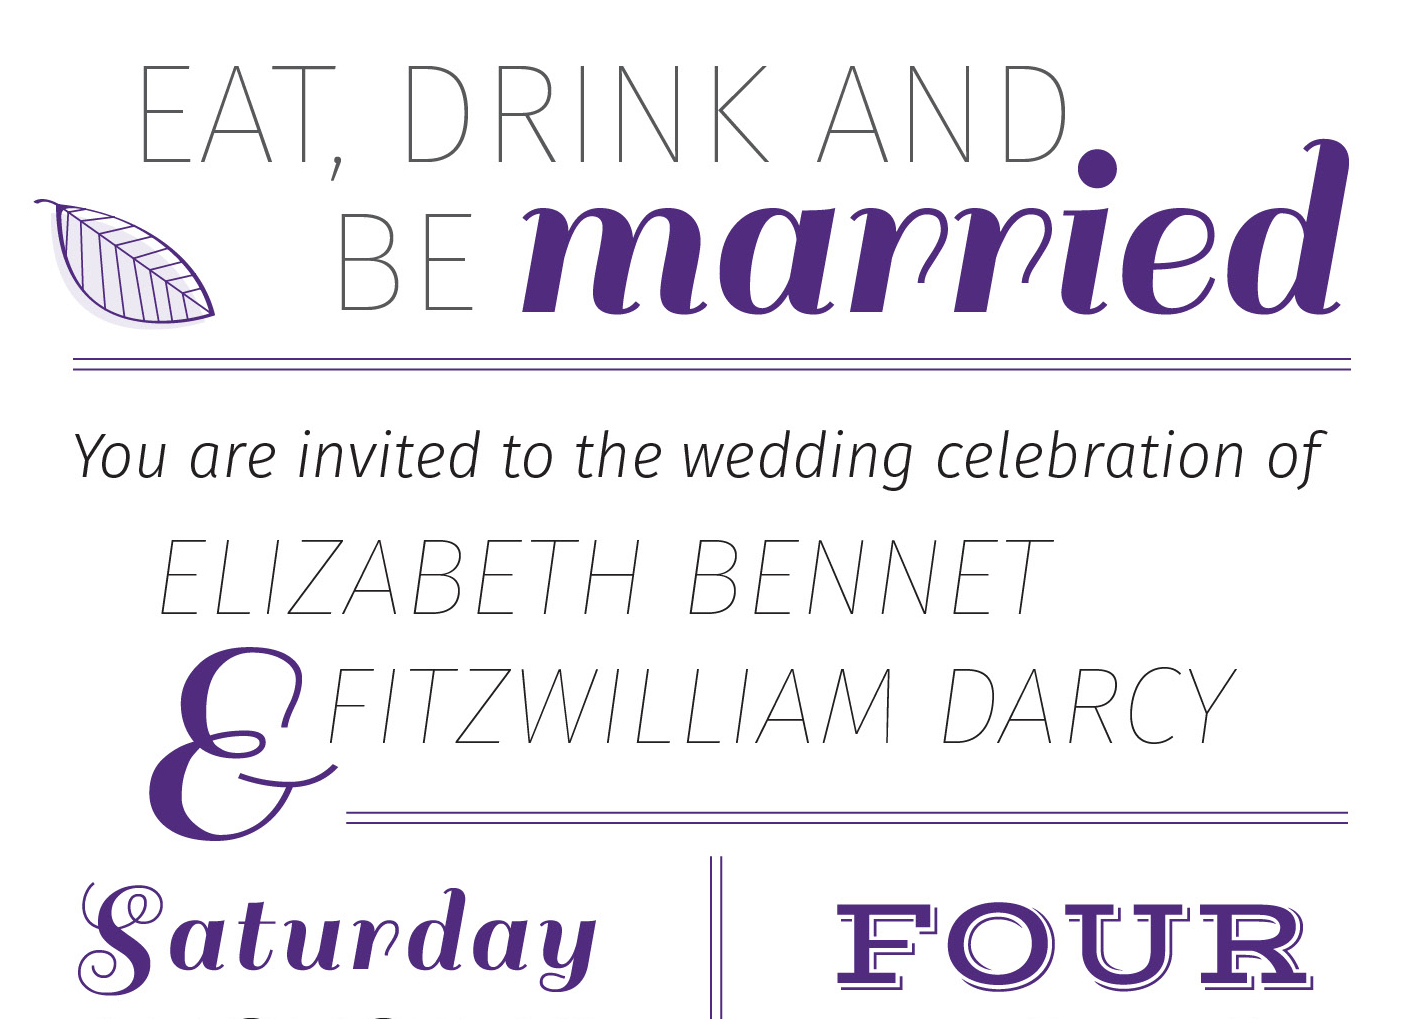 EAT, DRINK AND
BE married
You are invited to the wedding celebration of
ELIZABETH BENNET
& FITZWILLIAM DARCY
Saturday
FOUR